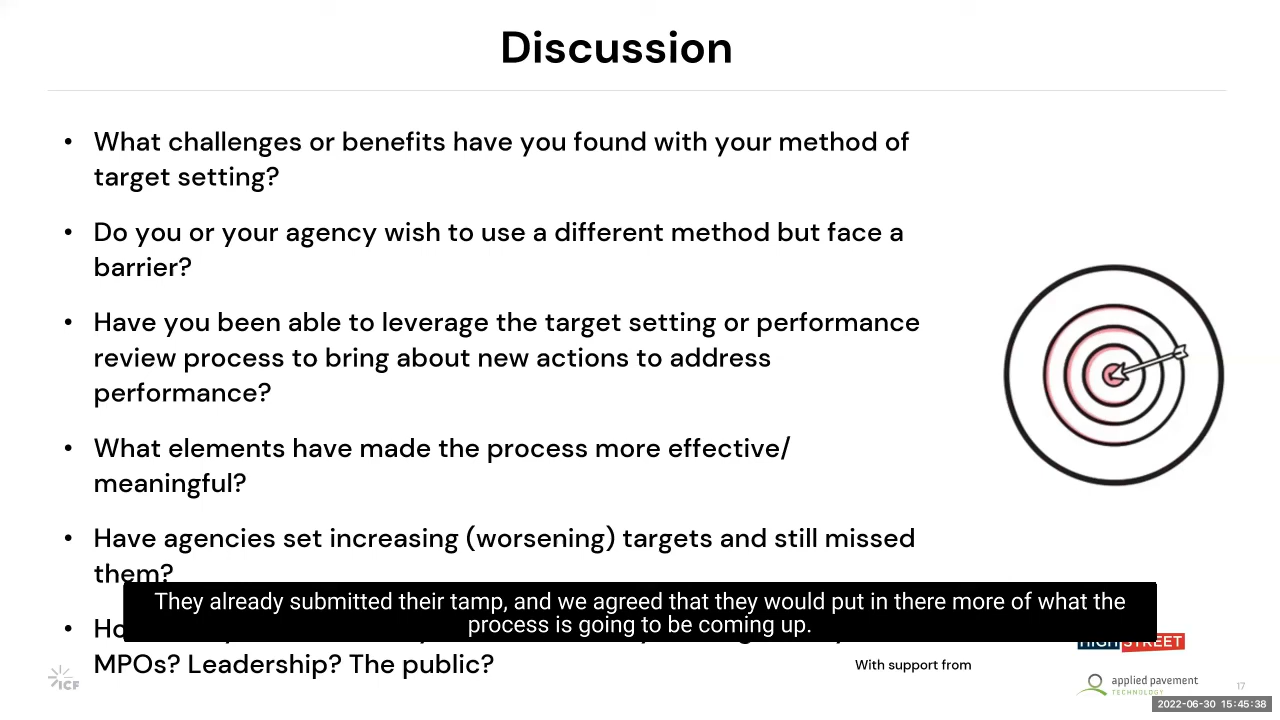 Discussion
• What challenges or benefits have you found with your method of
target setting?
• Do you or your agency wish to use a different method but face a
barrier?
• Have you been able to leverage the target setting or performance
review process to bring about new actions to address
performance?
• What elements have made the process more effective/
meaningful?
• Have agencies set increasing (worsening) targets and still missed
them?
They already submitted their tamp, and we agreed that they would put in there more of what the
process is going to be coming up.
MPOs? Leadership? The public?
With support from
HIGH STREET
ICF
applied pavement
TECHNOLOGY
17
2022-06-30 15:45:38